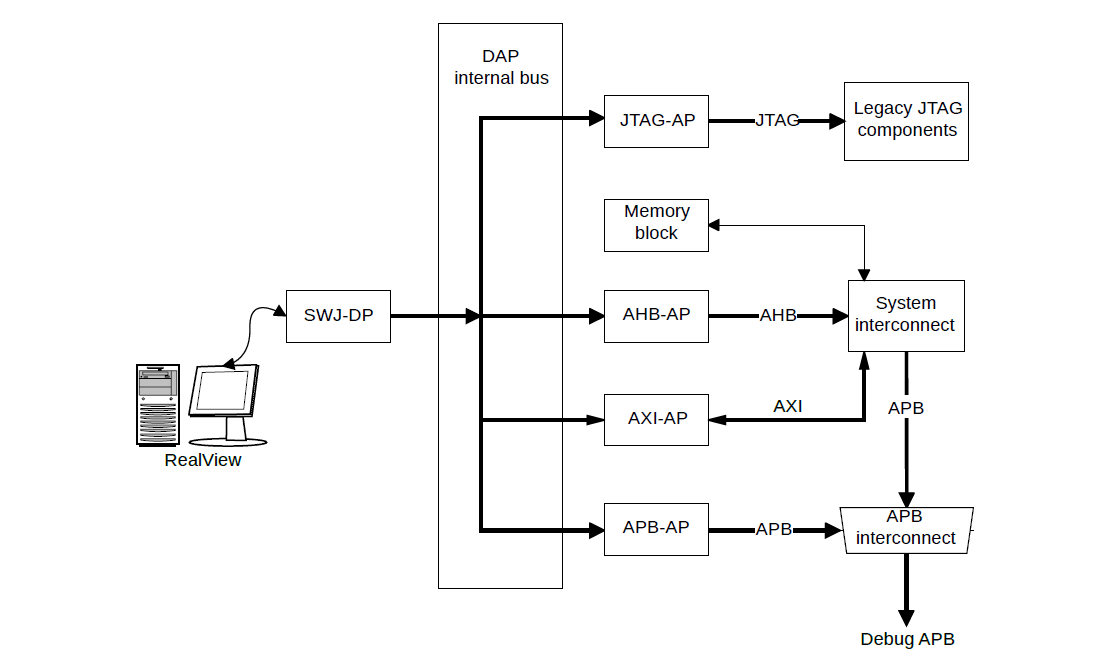 DAP
internal bus
JTAG-AP
JTAG
Legacy JTAG
components
Memory
block
SWJ-DP
AHB-AP
AHB
System
interconnect
RealView
AXI-AP
AXI
APB
APB-AP
APB
APB
interconnect
Debug APB